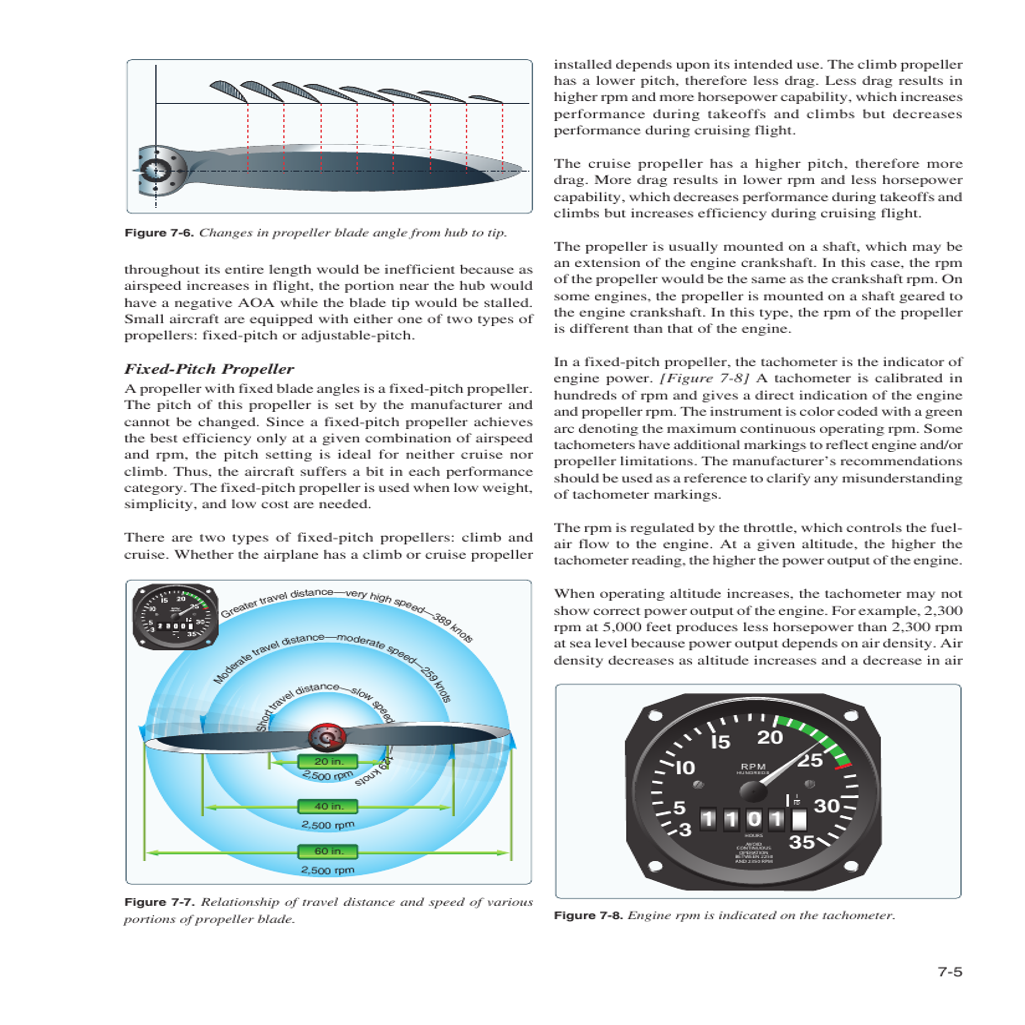 Figure 7-6. Changes in propeller blade angle from hub to tip.
throughout its entire length would be inefficient because as
airspeed increases in flight, the portion near the hub would
have a negative AOA while the blade tip would be stalled.
Small aircraft are equipped with either one of two types of
propellers: fixed-pitch or adjustable-pitch.
Fixed-Pitch Propeller
A propeller with fixed blade angles is a fixed-pitch propeller.
The pitch of this propeller is set by the manufacturer and
cannot be changed. Since a fixed-pitch propeller achieves
the best efficiency only at a given combination of airspeed
and rpm, the pitch setting is ideal for neither cruise nor
climb. Thus, the aircraft suffers a bit in each performance
category. The fixed-pitch propeller is used when low weight,
simplicity, and low cost are needed.
There are two types of fixed-pitch propellers: climb and
cruise. Whether the airplane has a climb or cruise propeller
Greater travel distance—very high speed—389 knots
Moderate travel distance—moderate speed—259 knots
Short travel distance—slow speed—129 knots
5
10
15
20
25
30
35
3
20 in.
2,500 rpm
40 in.
2,500 rpm
60 in.
2,500 rpm
Figure 7-7. Relationship of travel distance and speed of various
portions of propeller blade.
installed depends upon its intended use. The climb propeller
has a lower pitch, therefore less drag. Less drag results in
higher rpm and more horsepower capability, which increases
performance during takeoffs and climbs but decreases
performance during cruising flight.
The cruise propeller has a higher pitch, therefore more
drag. More drag results in lower rpm and less horsepower
capability, which decreases performance during takeoffs and
climbs but increases efficiency during cruising flight.
The propeller is usually mounted on a shaft, which may be
an extension of the engine crankshaft. In this case, the rpm
of the propeller would be the same as the crankshaft rpm. On
some engines, the propeller is mounted on a shaft geared to
the engine crankshaft. In this type, the rpm of the propeller
is different than that of the engine.
In a fixed-pitch propeller, the tachometer is the indicator of
engine power. [Figure 7-8] A tachometer is calibrated in
hundreds of rpm and gives a direct indication of the engine
and propeller rpm. The instrument is color coded with a green
arc denoting the maximum continuous operating rpm. Some
tachometers have additional markings to reflect engine and/or
propeller limitations. The manufacturer's recommendations
should be used as a reference to clarify any misunderstanding
of tachometer markings.
The rpm is regulated by the throttle, which controls the fuel-
air flow to the engine. At a given altitude, the higher the
tachometer reading, the higher the power output of the engine.
When operating altitude increases, the tachometer may not
show correct power output of the engine. For example, 2,300
rpm at 5,000 feet produces less horsepower than 2,300 rpm
at sea level because power output depends on air density. Air
density decreases as altitude increases and a decrease in air
3
5
10
15
20
25
30
35
RPM
HUNDREDS
1 1 0 1
HOURS
AVOID
CONTINUOUS
OPERATION
BETWEEN 2250
AND 2350 RPM
Figure 7-8. Engine rpm is indicated on the tachometer.
7-5